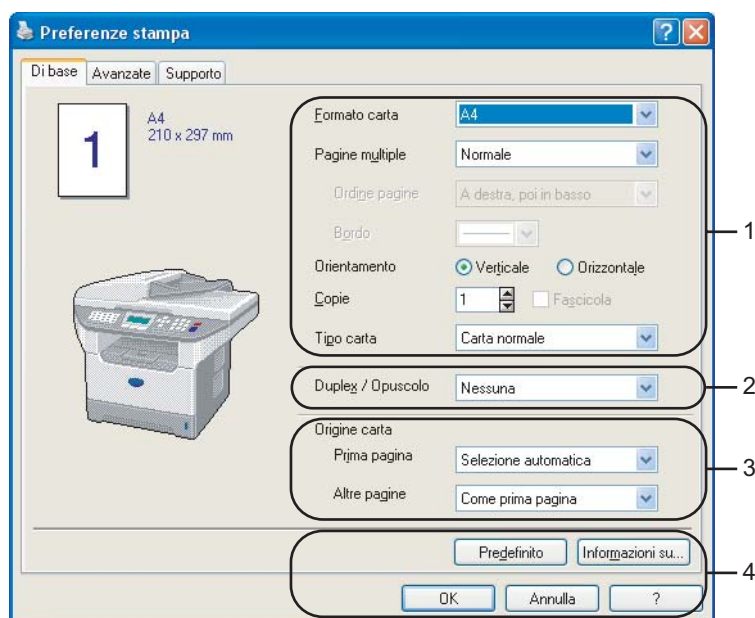 Preferenze stampa
Di base Avanzate Supporto
1
A4
210 x 297 mm
Formato carta A4
Pagine multiple Normale
Ordine pagine A destra, poi in basso
Bordo
Orientamento Verticale Orizzontale
Copie 1 Fascicola
Tipo carta Carta normale
1
Duplex / Opuscolo Nessuna
2
Origine carta
Prima pagina Selezione automatica
Altre pagine Come prima pagina
3
Predefinito Informazioni su...
OK Annulla ?
4